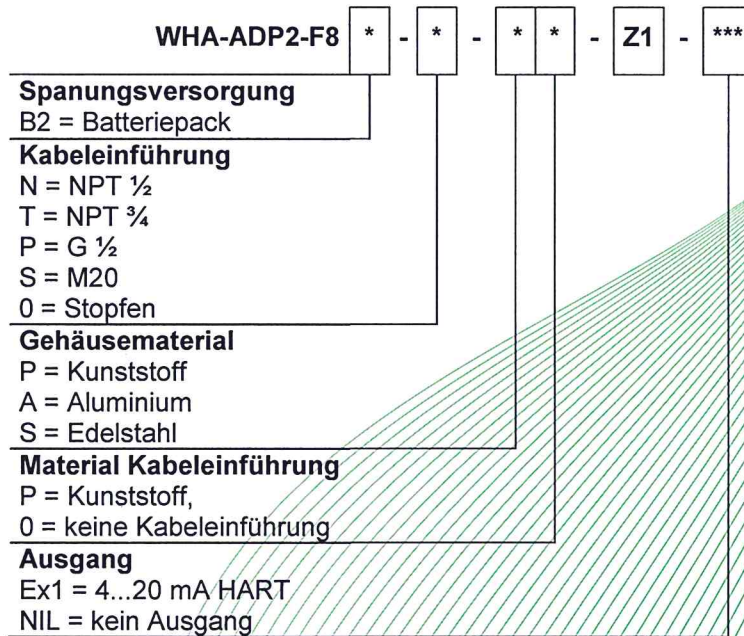 WHA-ADP2-F8 * - * - * * - Z1 - ***
Spanungsversorgung
B2 = Batteriepack
Kabeleinführung
N = NPT ½
T = NPT ¾
P = G ½
S = M20
0 = Stopfen
Gehäusematerial
P = Kunststoff
A = Aluminium
S = Edelstahl
Material Kabeleinführung
P = Kunststoff,
0 = keine Kabeleinführung
Ausgang
Ex1 = 4...20 mA HART
NIL = kein Ausgang